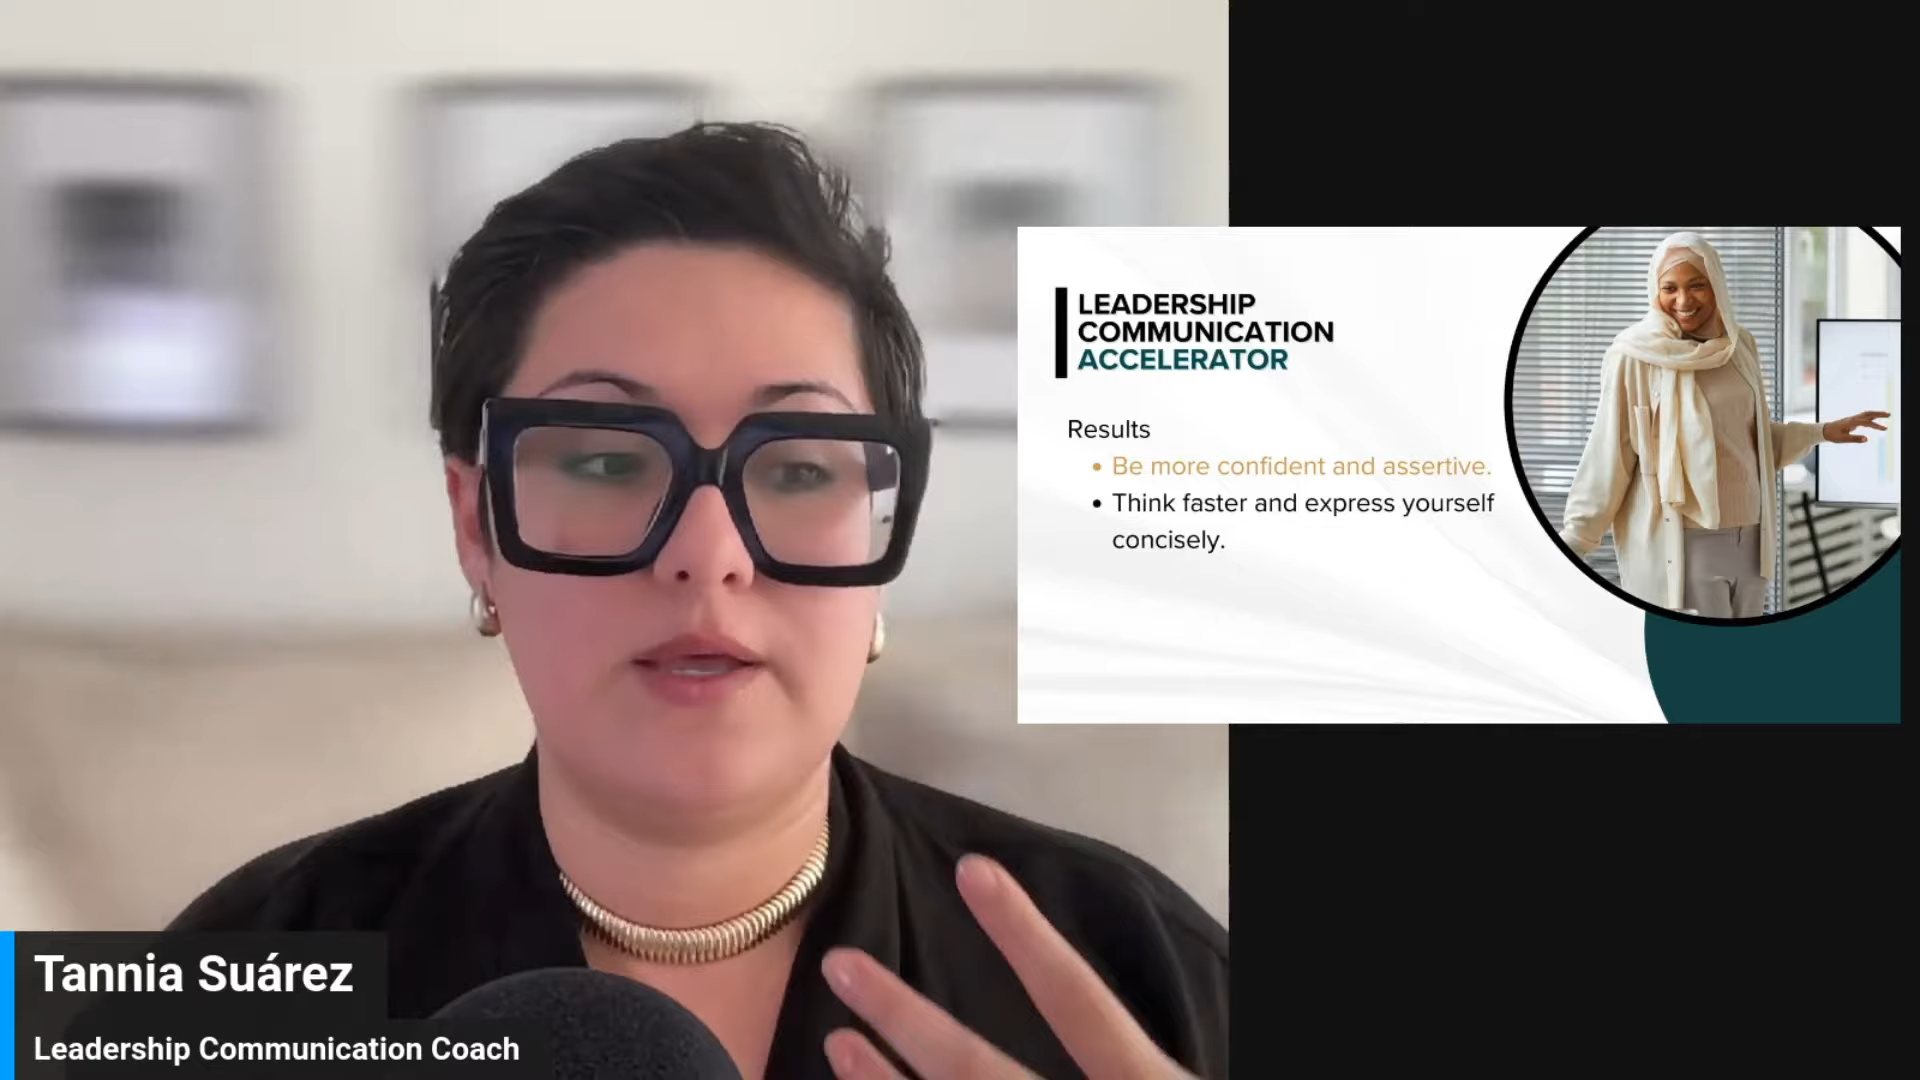 LEADERSHIP
COMMUNICATION
ACCELERATOR
Results
• Be more confident and assertive.
• Think faster and express yourself
concisely.
Tannia Suárez
Leadership Communication Coach